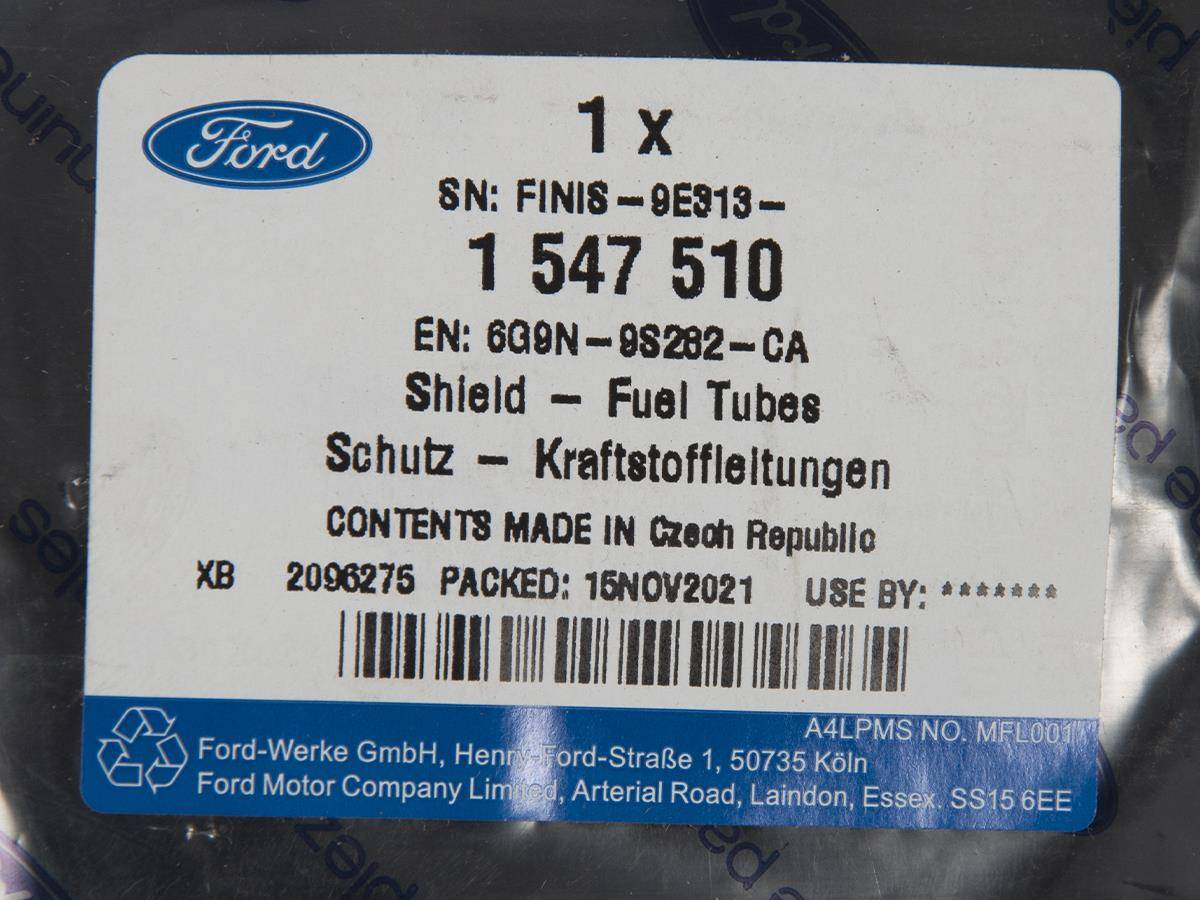 Ford
1 x
SN: FINIS-9E313-
1 547 510
EN: 6G9N-9S282-CA
Shield - Fuel Tubes
Schutz - Kraftstoffleitungen
CONTENTS MADE IN Czech Republic
XB 2096275 PACKED: 15NOV2021 USE BY: *******
A4LPMS NO. MFL001
Ford-Werke GmbH, Henry-Ford-Straße 1, 50735 Köln
Ford Motor Company Limited, Arterial Road, Laindon, Essex. SS15 6EE